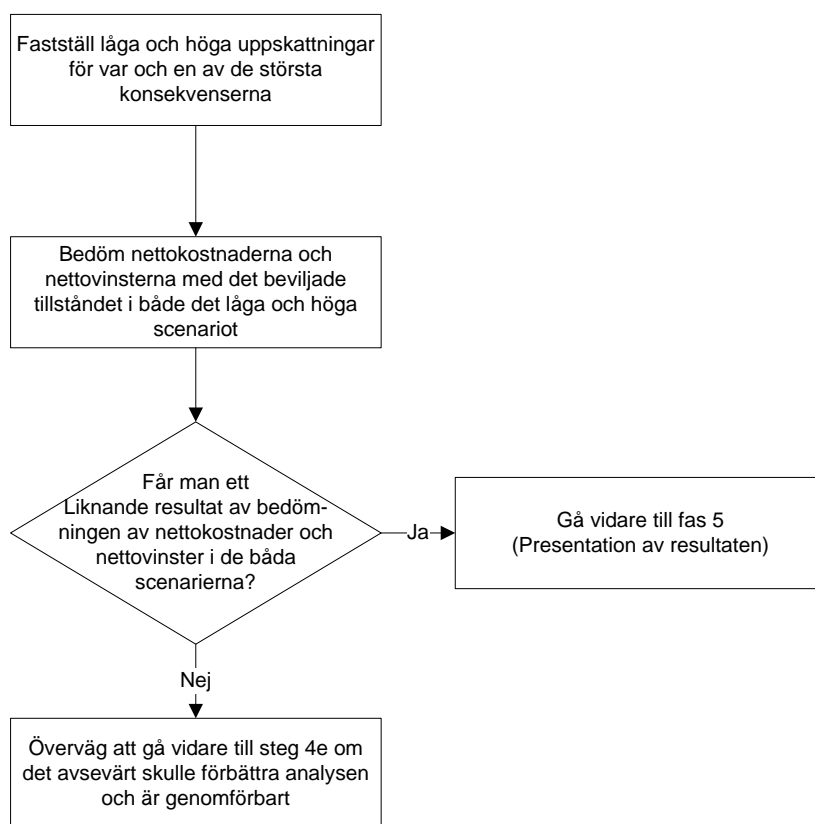 Fastställ låga och höga uppskattningar
för var och en av de största
konsekvenserna
Bedöm nettokostnaderna och
nettovinsterna med det beviljade
tillståndet i både det låga och höga
scenariot
Får man ett
Liknande resultat av bedöm-
ningen av nettokostnader och
nettovinster i de båda
scenarierna?
Ja
Gå vidare till fas 5
(Presentation av resultaten)
Nej
Överväg att gå vidare till steg 4e om
det avsevärt skulle förbättra analysen
och är genomförbart